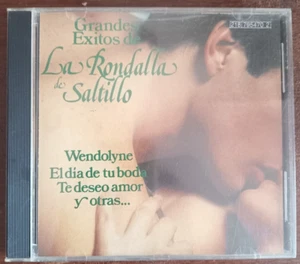 Grandes
Exitos de
La Rondalla
de Saltillo
Wendolyne
El dia de tu boda
Te deseo amor
y otras...